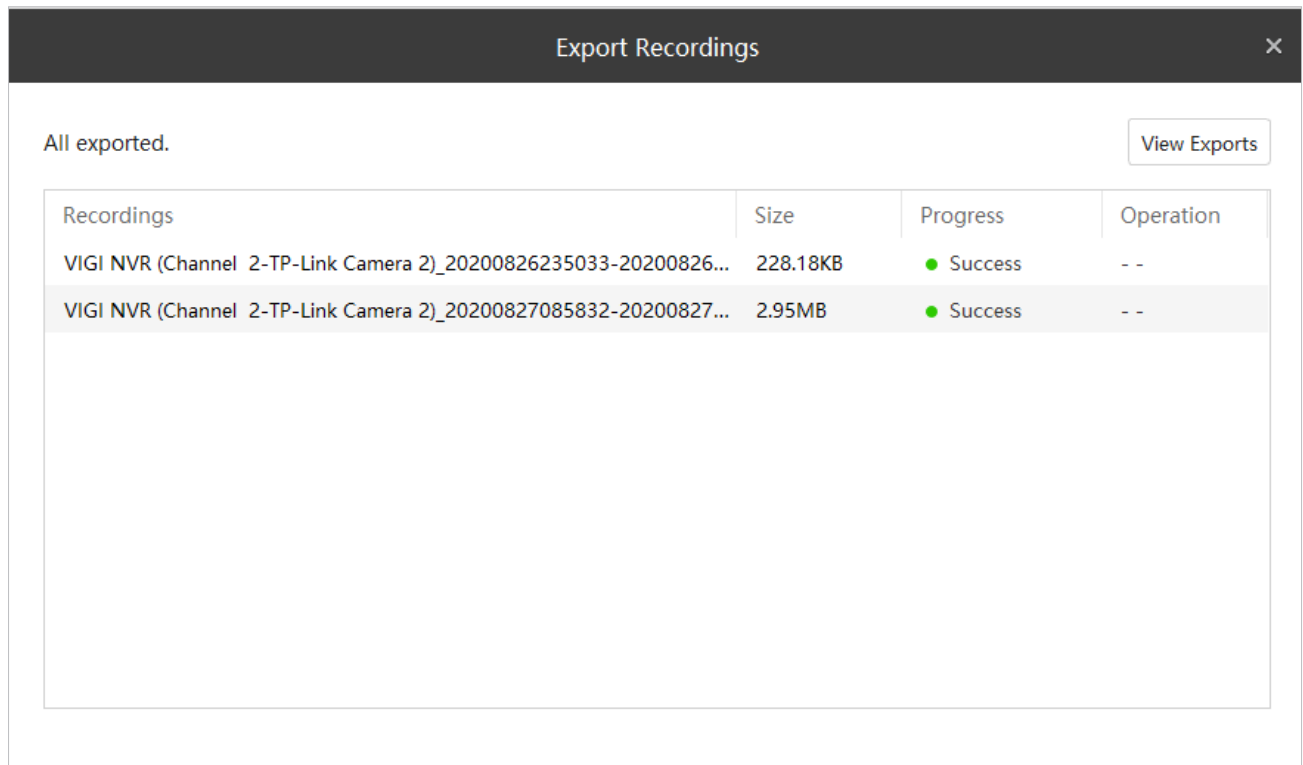 Export Recordings
All exported.
View Exports
Recordings Size Progress Operation
VIGI NVR (Channel  2-TP-Link Camera 2)_20200826235033-20200826... 228.18KB Success - -
VIGI NVR (Channel  2-TP-Link Camera 2)_20200827085832-20200827... 2.95MB Success - -